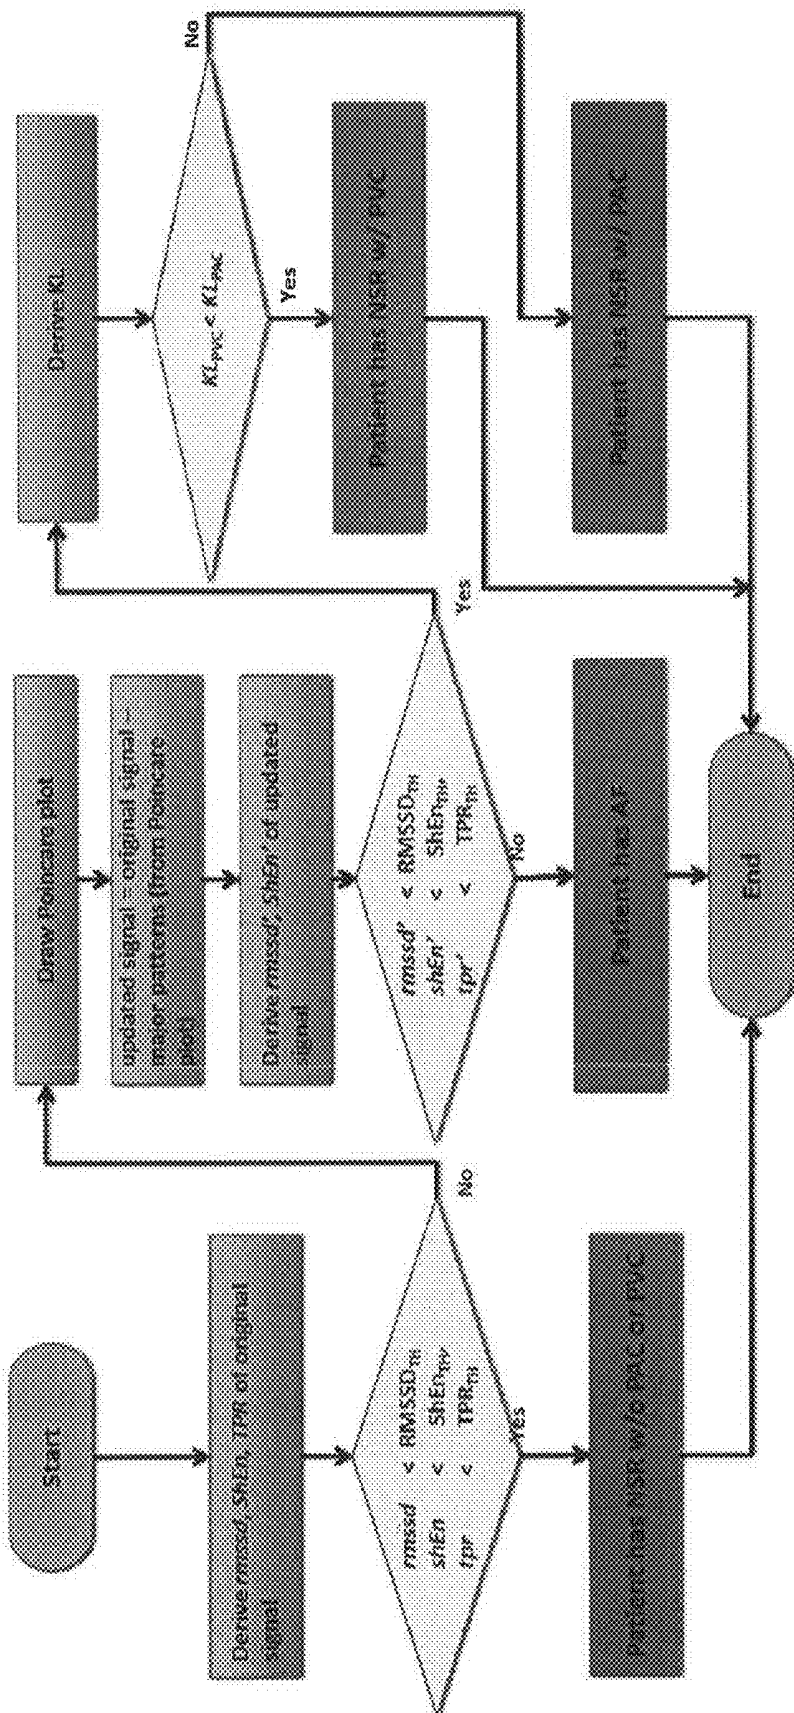 Start
Derive rmssd, ShEn, TPR of original
signal
rmssd < RMSSD_TH
shEn < ShEn_TH,
tpr < TPR_TH
Yes
No
Patient has NSR w/o PAC or PVC
Draw Poincare plot
updated signal = original signal –
major patterns (from Poincare
plot)
Derive rmssd', ShEn' of updated
signal
rmssd' < RMSSD_TH
shEn' < ShEn_TH,
tpr' < TPR_TH
No
Yes
Patient has AF
End
Derive KL
KL_PVC < KL_PAC
Yes
No
Patient has NSR w/ PVC
Patient has NSR w/ PAC